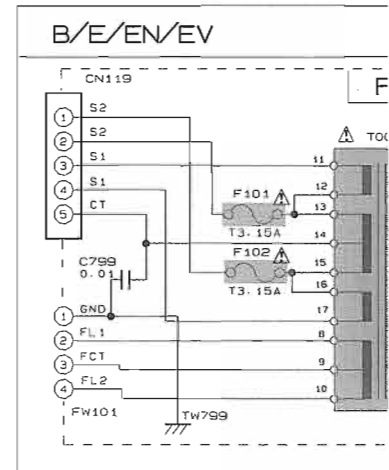 B/E/EN/EV
CN119
F
1 S2
2 S2
3 S1
4 S1
5 CT
TO
11
F101
12
13
T3.15A
14
F102
15
T3.15A
16
17
C799
0.01
1 GND
2 FL1
8
3 FCT
9
4 FL2
10
FW101
TW799